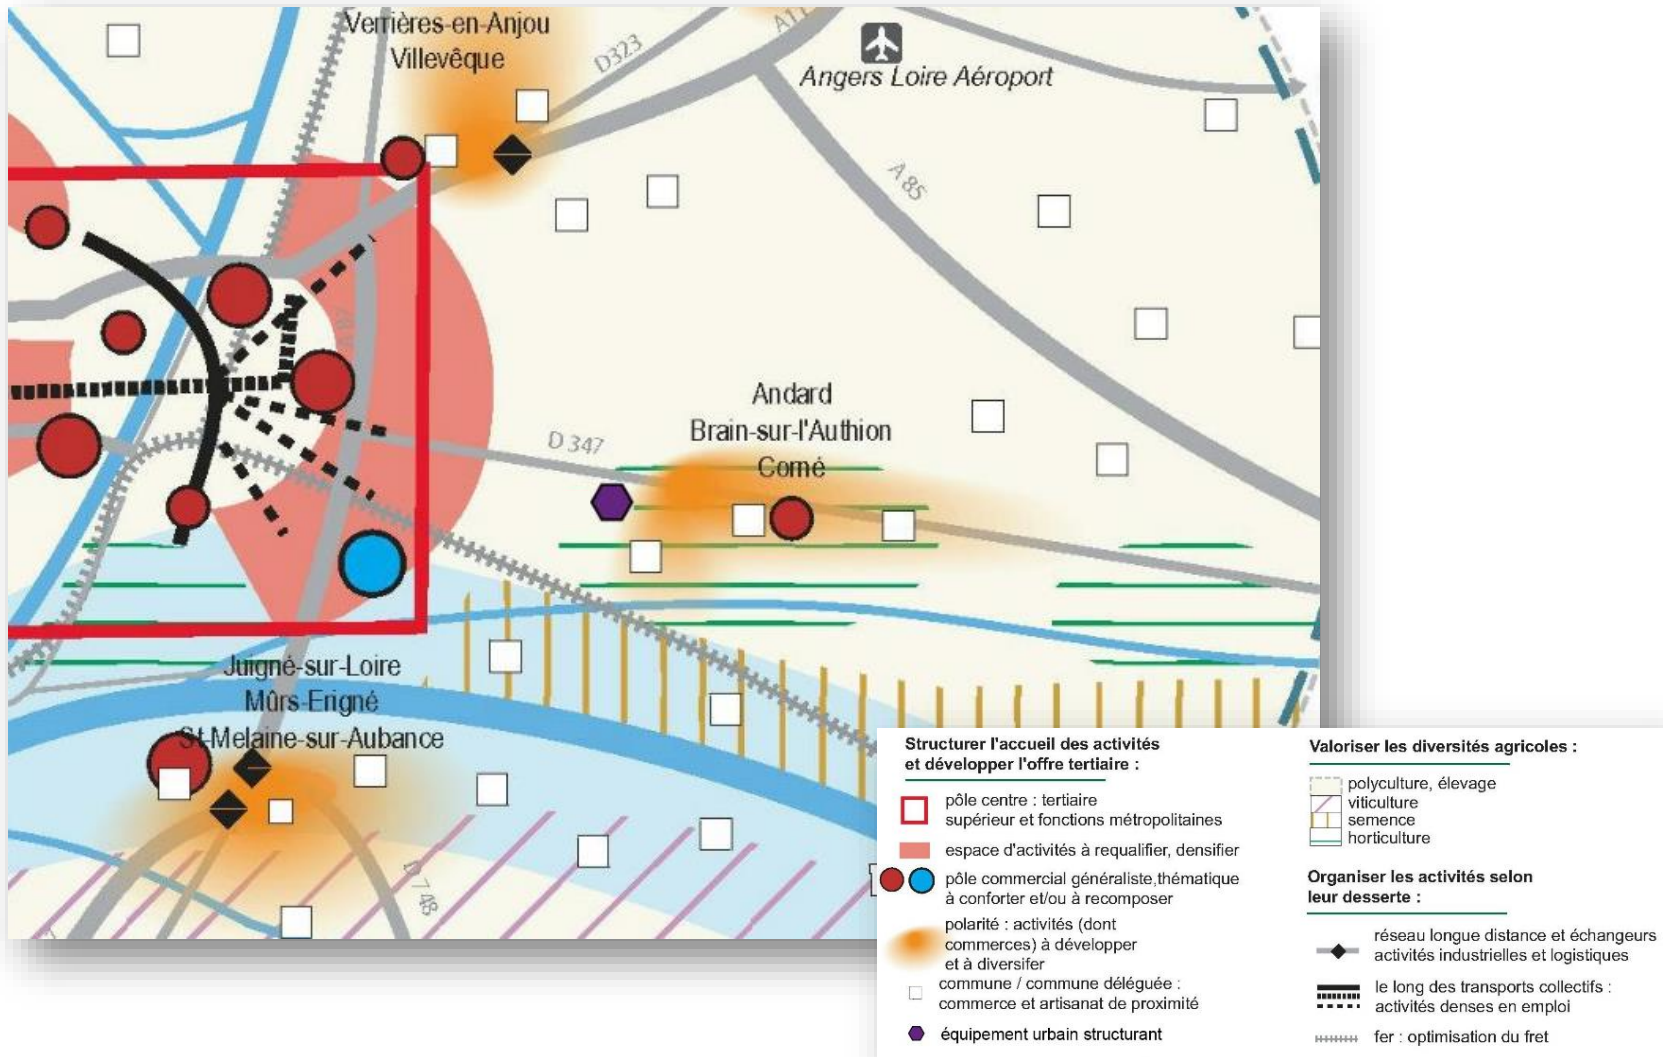 Verrières-en-Anjou
Villevêque
D323
A11
Angers Loire Aéroport
A 85
A 87
Andard
Brain-sur-l'Authion
Corné
D 347
Juigné-sur-Loire
Mûrs-Erigné
St-Melaine-sur-Aubance
D 748
Structurer l'accueil des activités
et développer l'offre tertiaire :
pôle centre : tertiaire
supérieur et fonctions métropolitaines
espace d'activités à requalifier, densifier
pôle commercial généraliste,thématique
à conforter et/ou à recomposer
polarité : activités (dont
commerces) à développer
et à diversifer
commune / commune déléguée :
commerce et artisanat de proximité
équipement urbain structurant
Valoriser les diversités agricoles :
polyculture, élevage
viticulture
semence
horticulture
Organiser les activités selon
leur desserte :
réseau longue distance et échangeurs
activités industrielles et logistiques
le long des transports collectifs :
activités denses en emploi
fer : optimisation du fret